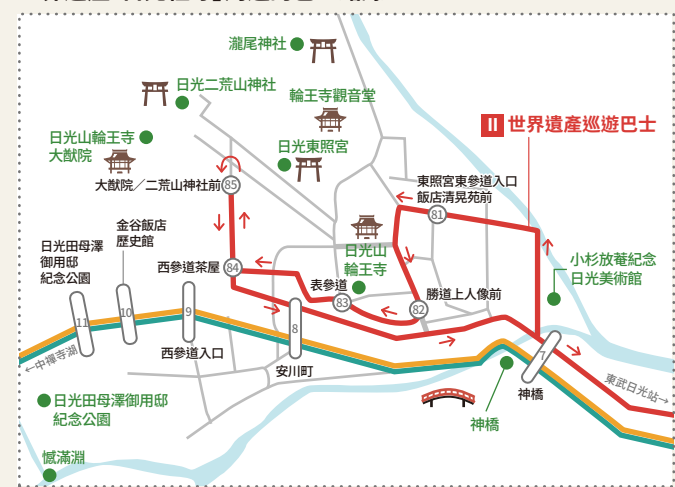 瀧尾神社
日光二荒山神社
輪王寺觀音堂
II 世界遺產巡遊巴士
日光山輪王寺
大猷院
日光東照宮
大猷院／二荒山神社前
85
東照宮東參道入口
飯店清晃苑前
81
金谷飯店
歷史館
日光田母澤
御用邸
紀念公園
西參道茶屋
84
日光山
輪王寺
小杉放菴紀念
日光美術館
表參道
83
勝道上人像前
82
11
10
9
8
7
西參道入口
安川町
神橋
←中禪寺湖
東武日光站→
日光田母澤御用邸
紀念公園
神橋
憾滿淵